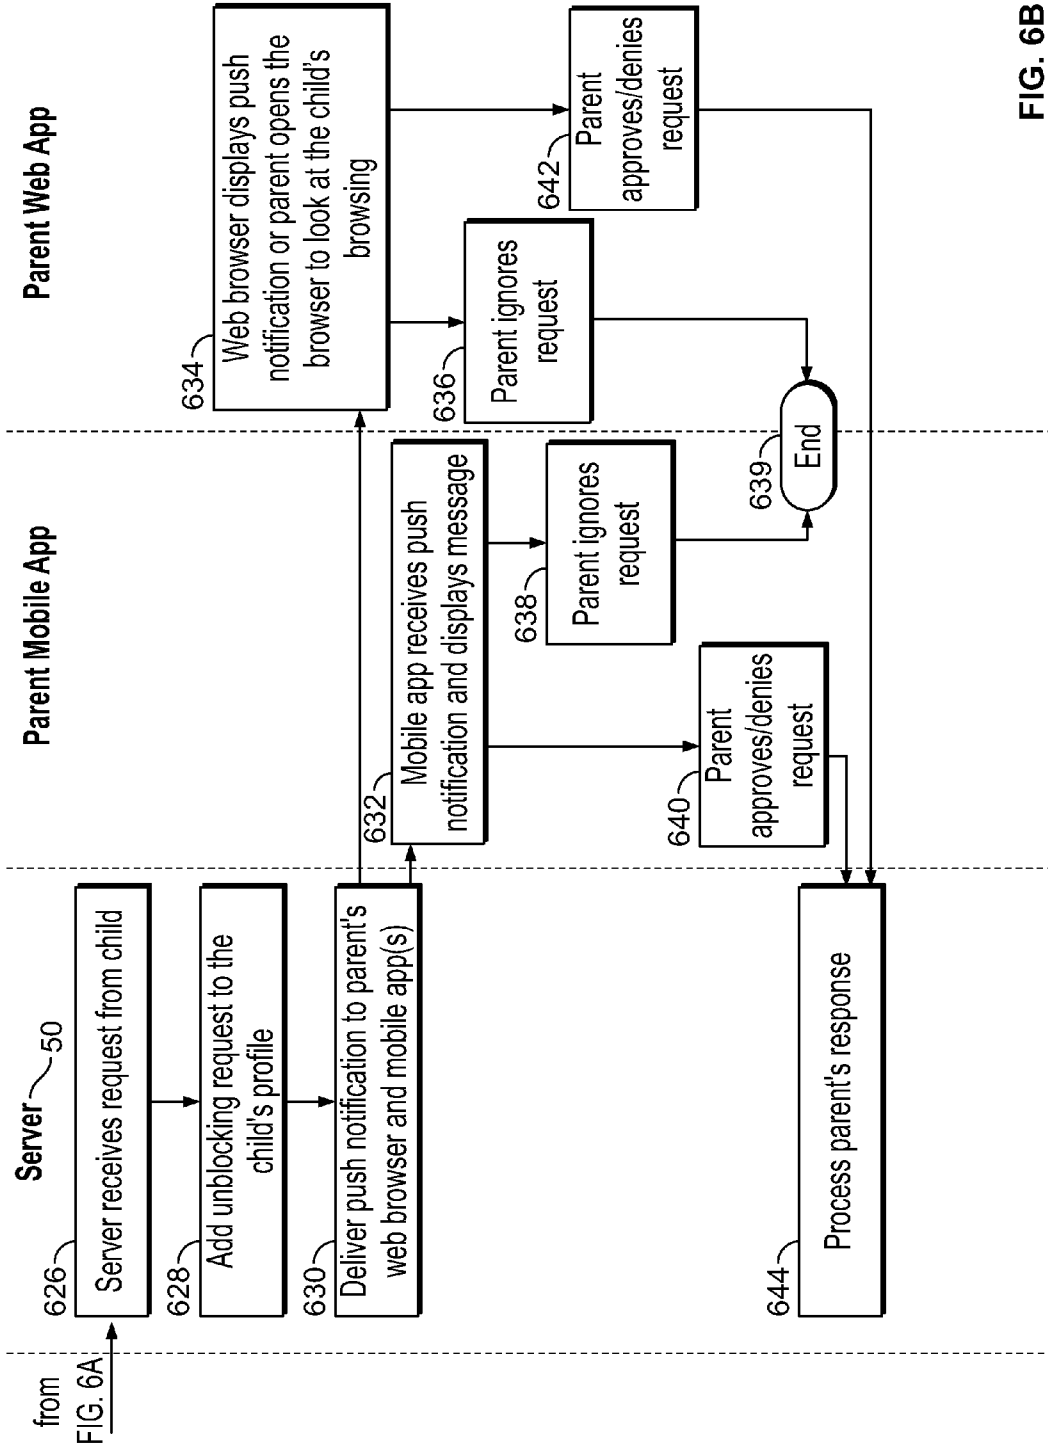 from
FIG. 6A
Server
50
Parent Mobile App
Parent Web App
626
Server receives request from child
628
Add unblocking request to the
child's profile
630
Deliver push notification to parent's
web browser and mobile app(s)
632
Mobile app receives push
notification and displays message
634
Web browser displays push
notification or parent opens the
browser to look at the child's
browsing
636
Parent ignores
request
638
Parent ignores
request
642
Parent
approves/denies
request
640
Parent
approves/denies
request
639
End
644
Process parent's response
FIG. 6B